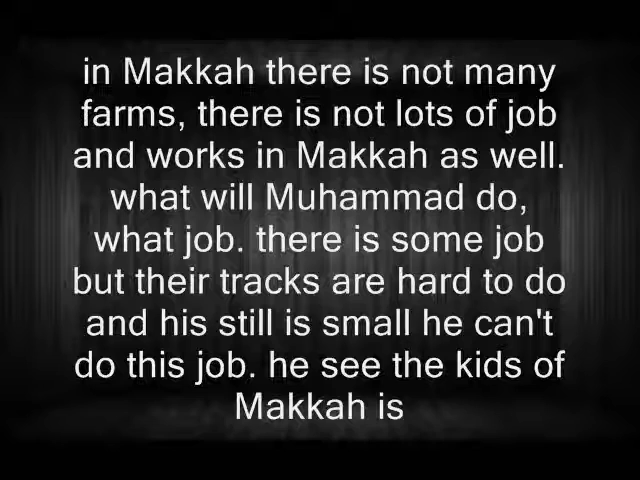 in Makkah there is not many
farms, there is not lots of job
and works in Makkah as well.
what will Muhammad do,
what job. there is some job
but their tracks are hard to do
and his still is small he can't
do this job. he see the kids of
Makkah is